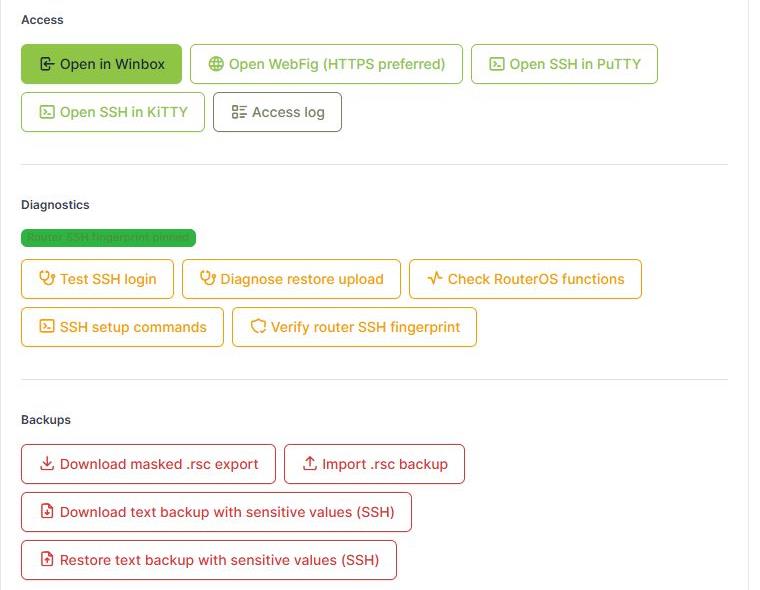 Access
Open in Winbox
Open WebFig (HTTPS preferred)
Open SSH in PuTTY
Open SSH in KiTTY
Access log
Diagnostics
Router SSH fingerprint pinned
Test SSH login
Diagnose restore upload
Check RouterOS functions
SSH setup commands
Verify router SSH fingerprint
Backups
Download masked .rsc export
Import .rsc backup
Download text backup with sensitive values (SSH)
Restore text backup with sensitive values (SSH)